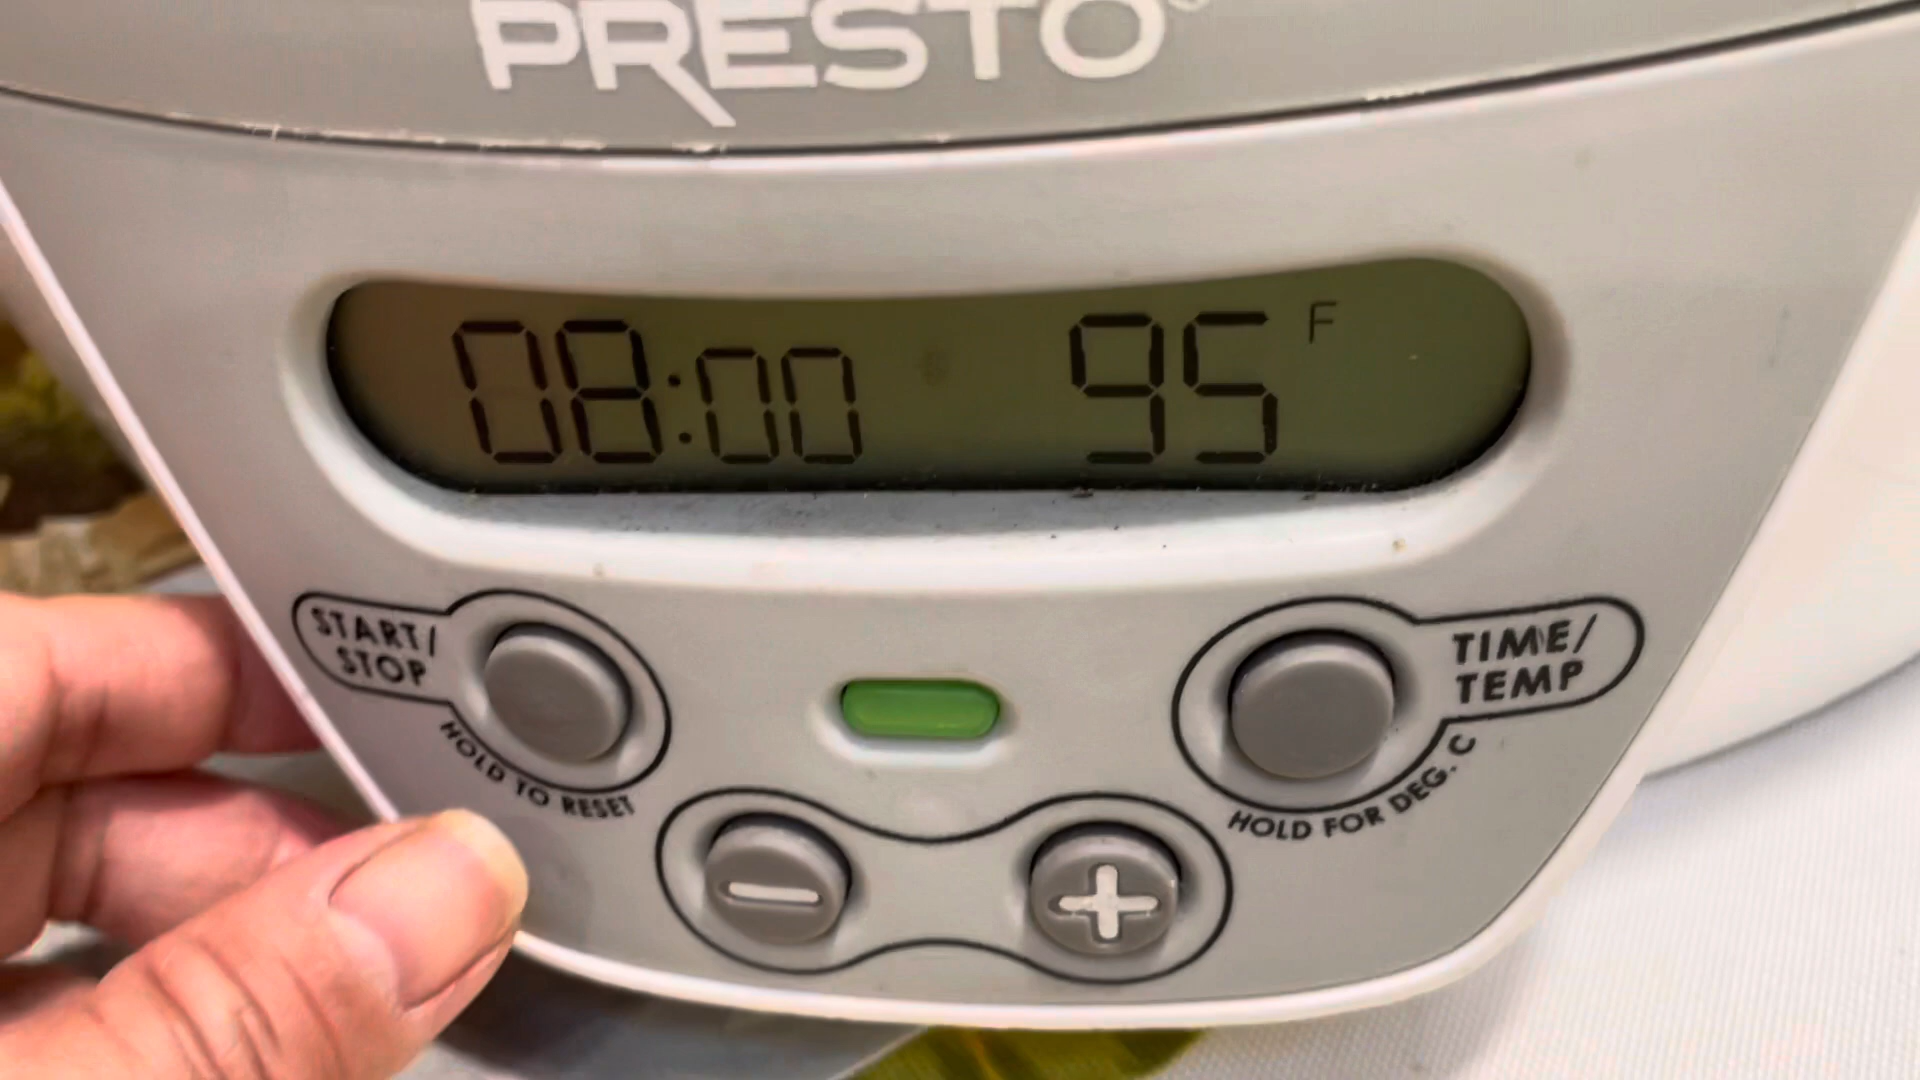 PRESTO
08:00 95 F
START/
STOP
HOLD TO RESET
TIME/
TEMP
HOLD FOR DEG. C
− +